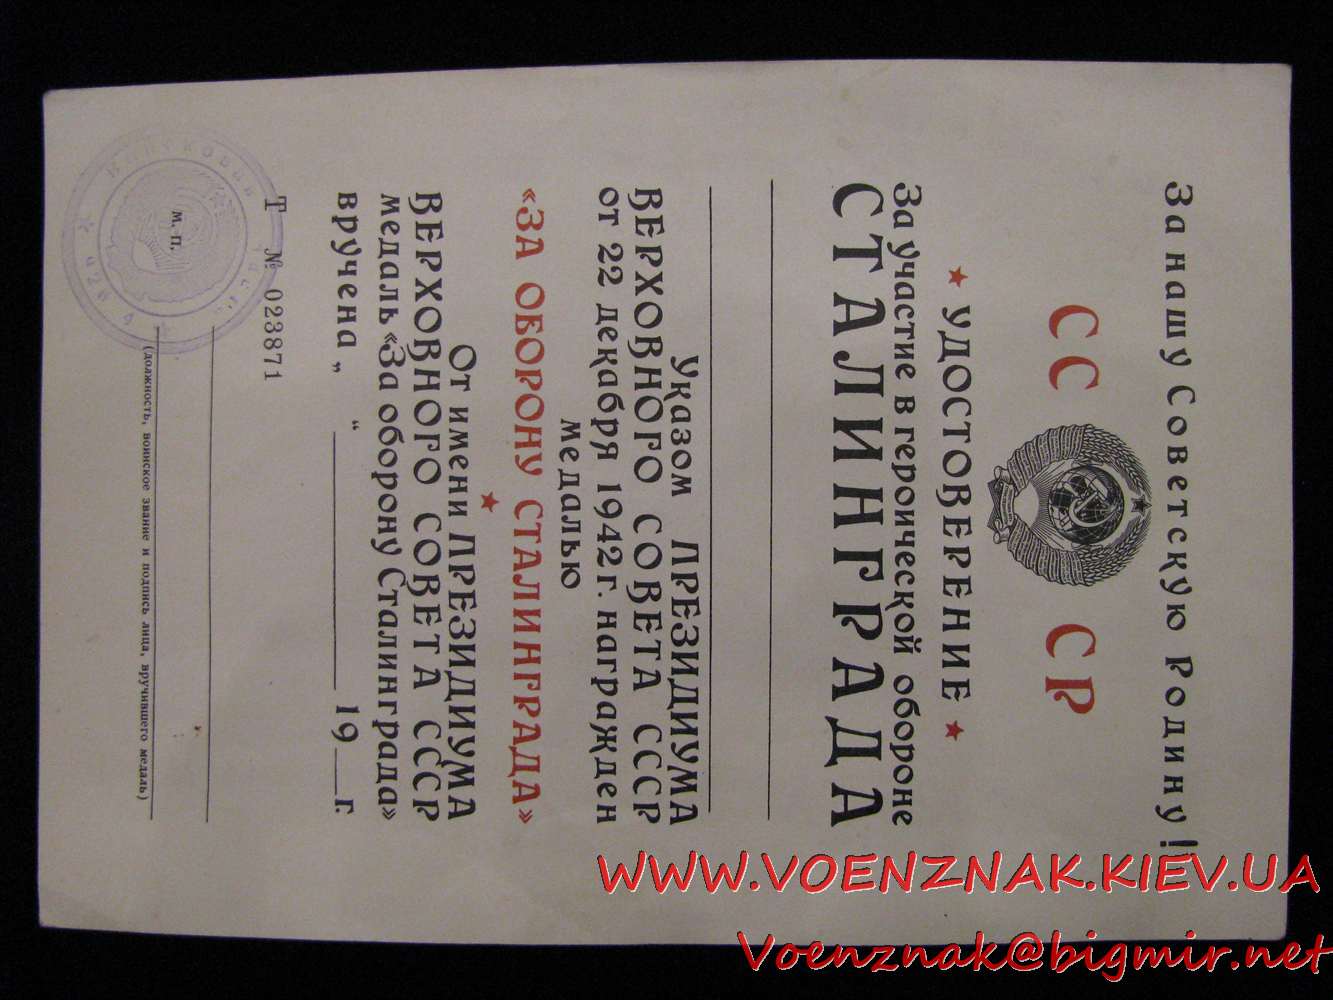 За нашу Советскую Родину!
СС СР
★ УДОСТОВЕРЕНИЕ ★
За участие в героической обороне
СТАЛИНГРАДА
Указом ПРЕЗИДИУМА
ВЕРХОВНОГО СОВЕТА СССР
от 22 декабря 1942 г. награжден
медалью
«ЗА ОБОРОНУ СТАЛИНГРАДА»
От имени ПРЕЗИДИУМА
ВЕРХОВНОГО СОВЕТА СССР
медаль «За оборону Сталинграда»
вручена „ “ 19 г.
Т № 023871
М. П.
(должность, воинское звание и подпись лица, вручившего медаль)
WWW.VOENZNAK.KIEV.UA
Voenznak@bigmir.net